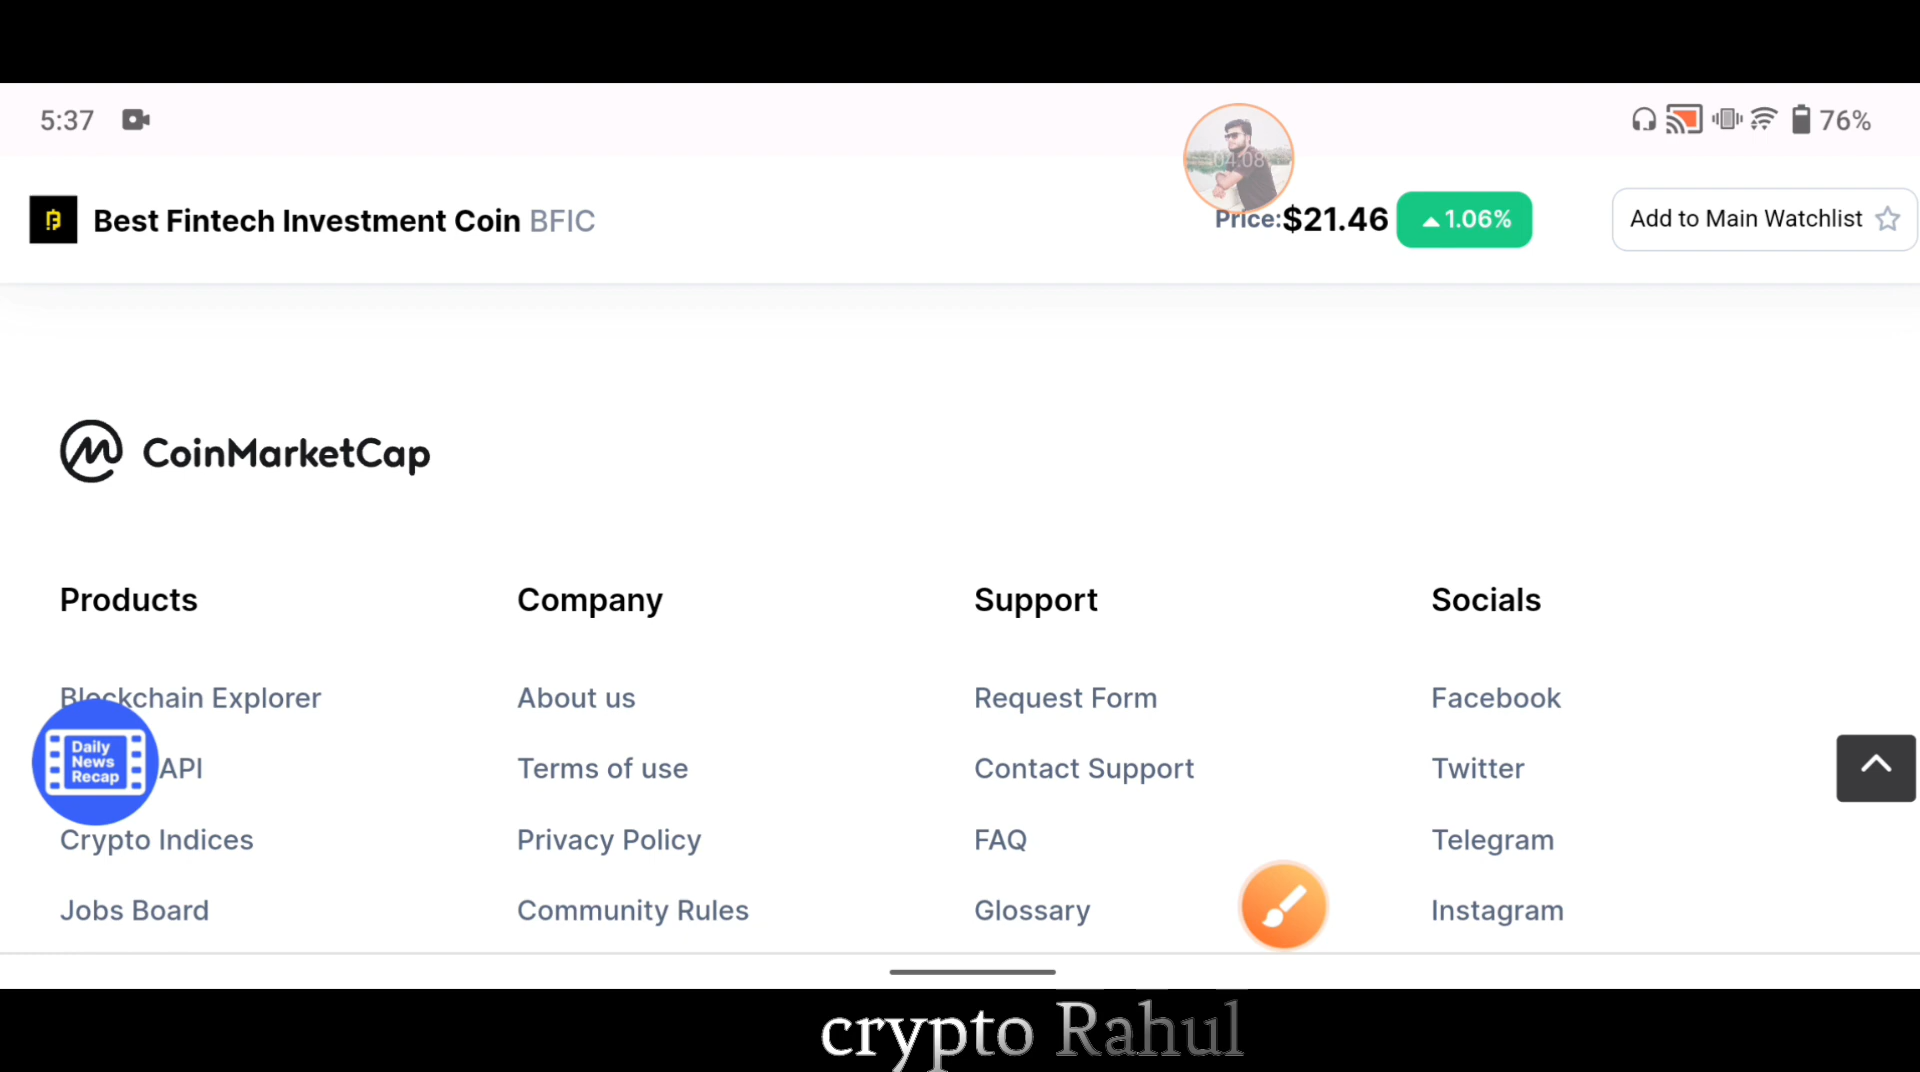 5:37
76%
04:08
Best Fintech Investment Coin BFIC
Price: $21.46 1.06%
Add to Main Watchlist
CoinMarketCap
Products Company Support Socials
Blockchain Explorer About us Request Form Facebook
API Terms of use Contact Support Twitter
Daily
News
Recap
Crypto Indices Privacy Policy FAQ Telegram
Jobs Board Community Rules Glossary Instagram
crypto Rahul